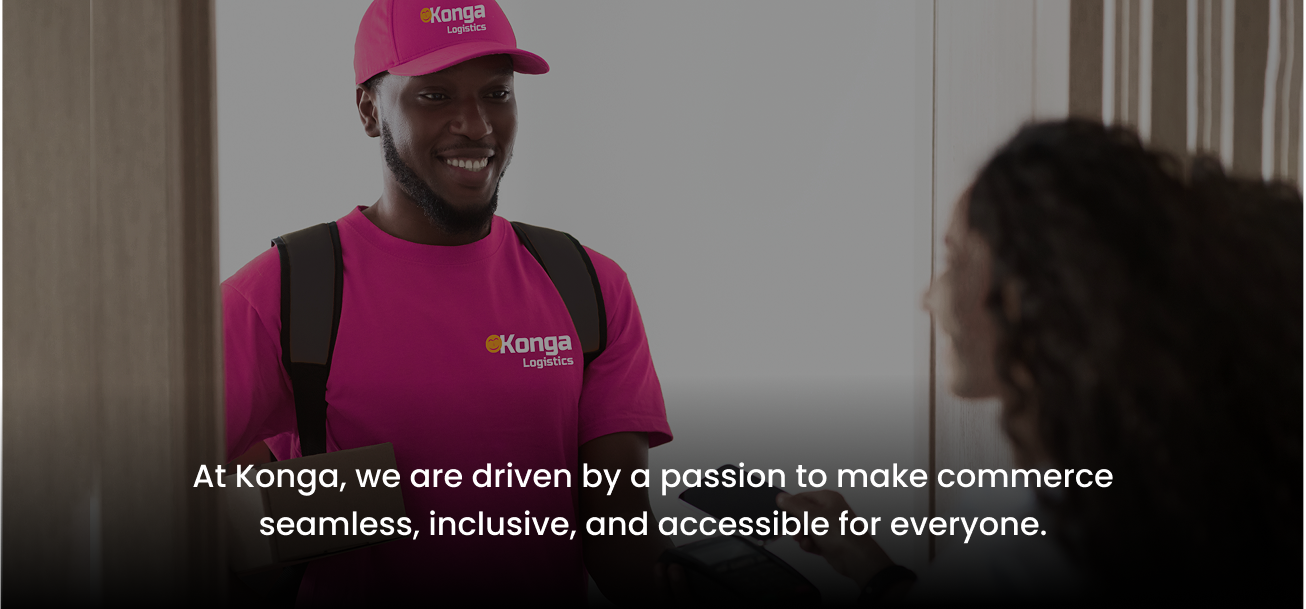 Konga
Logistics
Konga
Logistics
At Konga, we are driven by a passion to make commerce
seamless, inclusive, and accessible for everyone.